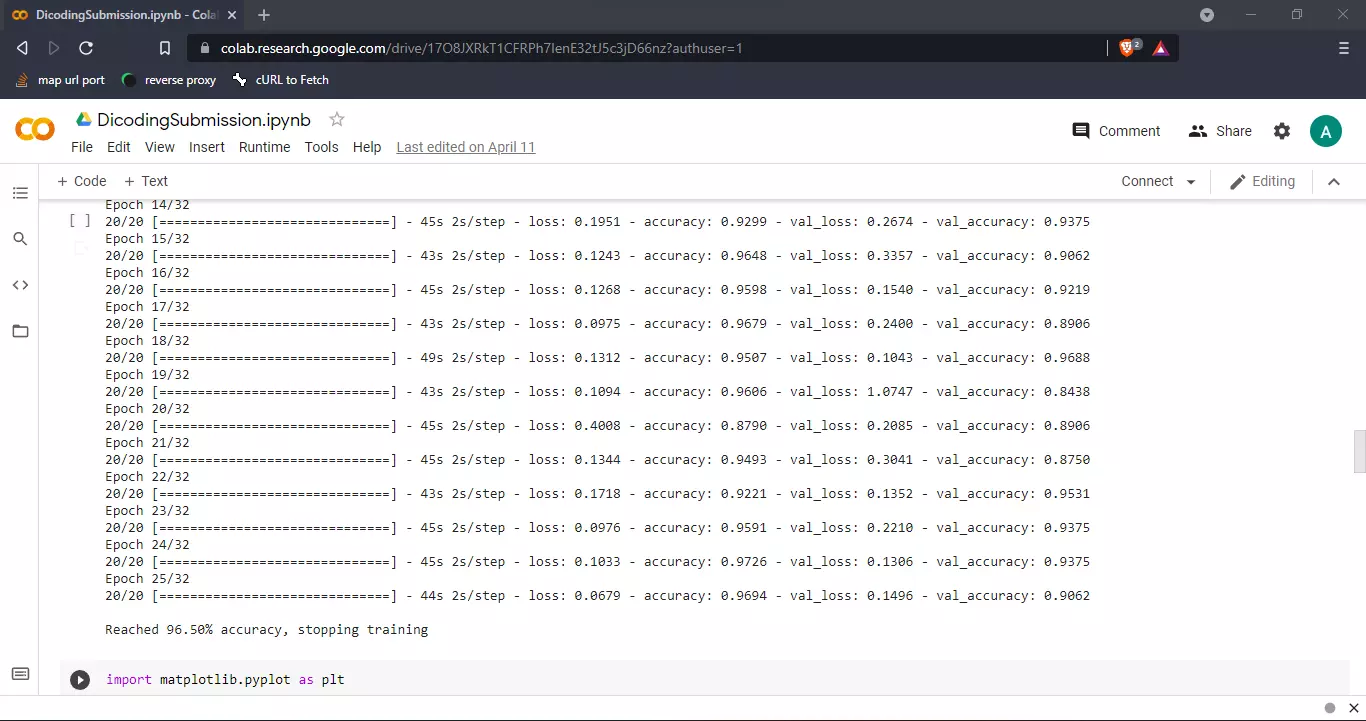 DicodingSubmission.ipynb - Cola
colab.research.google.com/drive/17O8JXRkT1CFRPh7IenE32tJ5c3jD66nz?authuser=1
2
map url port
reverse proxy
cURL to Fetch
DicodingSubmission.ipynb
Comment
Share
A
File Edit View Insert Runtime Tools Help Last edited on April 11
+ Code + Text
Connect
Editing
Epoch 14/32
[ ] 20/20 [==============================] - 45s 2s/step - loss: 0.1951 - accuracy: 0.9299 - val_loss: 0.2674 - val_accuracy: 0.9375
Epoch 15/32
20/20 [==============================] - 43s 2s/step - loss: 0.1243 - accuracy: 0.9648 - val_loss: 0.3357 - val_accuracy: 0.9062
Epoch 16/32
20/20 [==============================] - 45s 2s/step - loss: 0.1268 - accuracy: 0.9598 - val_loss: 0.1540 - val_accuracy: 0.9219
Epoch 17/32
20/20 [==============================] - 43s 2s/step - loss: 0.0975 - accuracy: 0.9679 - val_loss: 0.2400 - val_accuracy: 0.8906
Epoch 18/32
20/20 [==============================] - 49s 2s/step - loss: 0.1312 - accuracy: 0.9507 - val_loss: 0.1043 - val_accuracy: 0.9688
Epoch 19/32
20/20 [==============================] - 43s 2s/step - loss: 0.1094 - accuracy: 0.9606 - val_loss: 1.0747 - val_accuracy: 0.8438
Epoch 20/32
20/20 [==============================] - 45s 2s/step - loss: 0.4008 - accuracy: 0.8790 - val_loss: 0.2085 - val_accuracy: 0.8906
Epoch 21/32
20/20 [==============================] - 45s 2s/step - loss: 0.1344 - accuracy: 0.9493 - val_loss: 0.3041 - val_accuracy: 0.8750
Epoch 22/32
20/20 [==============================] - 43s 2s/step - loss: 0.1718 - accuracy: 0.9221 - val_loss: 0.1352 - val_accuracy: 0.9531
Epoch 23/32
20/20 [==============================] - 45s 2s/step - loss: 0.0976 - accuracy: 0.9591 - val_loss: 0.2210 - val_accuracy: 0.9375
Epoch 24/32
20/20 [==============================] - 45s 2s/step - loss: 0.1033 - accuracy: 0.9726 - val_loss: 0.1306 - val_accuracy: 0.9375
Epoch 25/32
20/20 [==============================] - 44s 2s/step - loss: 0.0679 - accuracy: 0.9694 - val_loss: 0.1496 - val_accuracy: 0.9062
Reached 96.50% accuracy, stopping training
import matplotlib.pyplot as plt